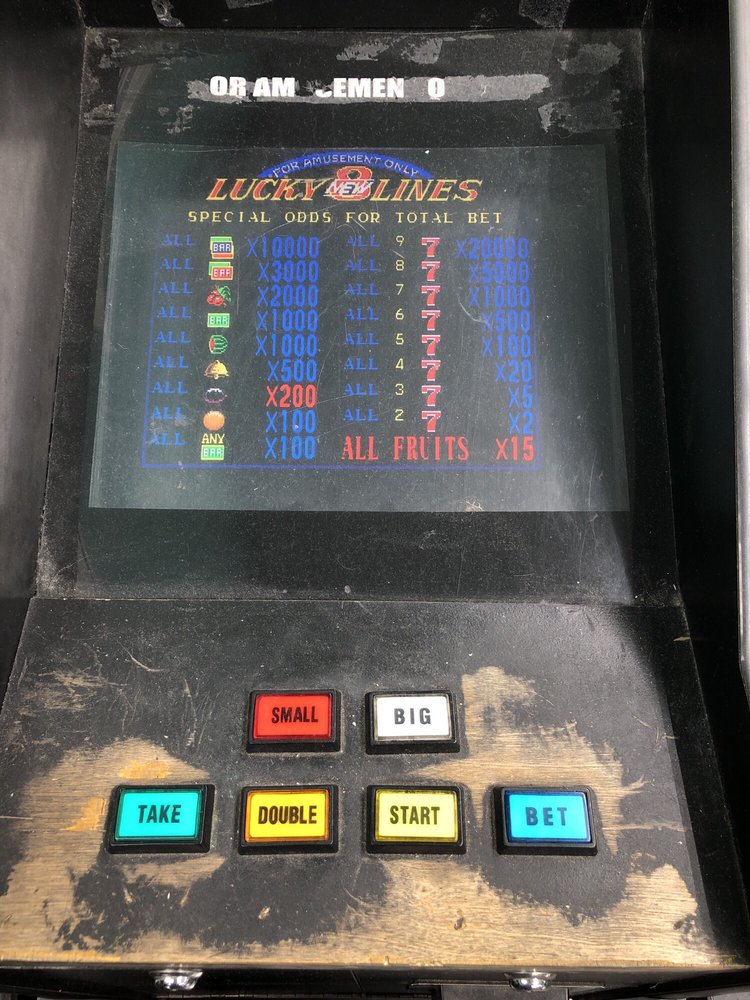 OR AM EMEN O
FOR AMUSEMENT ONLY
LUCKY 8 LINES
NEW
SPECIAL ODDS FOR TOTAL BET
ALL BAR X10000 ALL 9 7 X20000
ALL BAR X3000 ALL 8 7 X5000
ALL X2000 ALL 7 7 X1000
ALL BAR X1000 ALL 6 7 X500
ALL X1000 ALL 5 7 X100
ALL X500 ALL 4 7 X20
ALL X200 ALL 3 7 X5
ALL X100 ALL 2 7 X2
ALL ANY BAR X100 ALL FRUITS X15
SMALL BIG
TAKE DOUBLE START BET